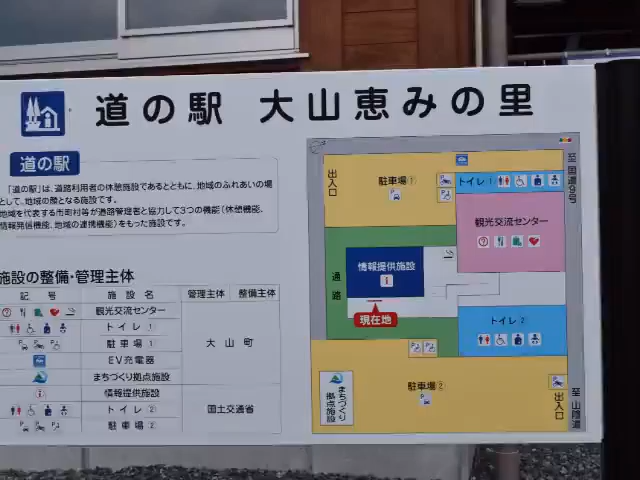 道の駅 大山恵みの里
道の駅
「道の駅」は、道路利用者の休憩施設であるとともに、地域のふれあいの場
として、地域の顔となる施設です。
地域を代表する市町村等が道路管理者と協力して3つの機能(休憩機能、
情報発信機能、地域の連携機能)をもった施設です。
施設の整備・管理主体
記号 施設名 管理主体 整備主体
観光交流センター
トイレ①
駐車場①
EV充電器
まちづくり拠点施設
大山町
情報提供施設
トイレ②
駐車場②
国土交通省
至 国道9号
出入口
駐車場①
トイレ①
観光交流センター
通路
情報提供施設
現在地
トイレ②
駐車場②
まちづくり
拠点施設
出入口
至 山陰道